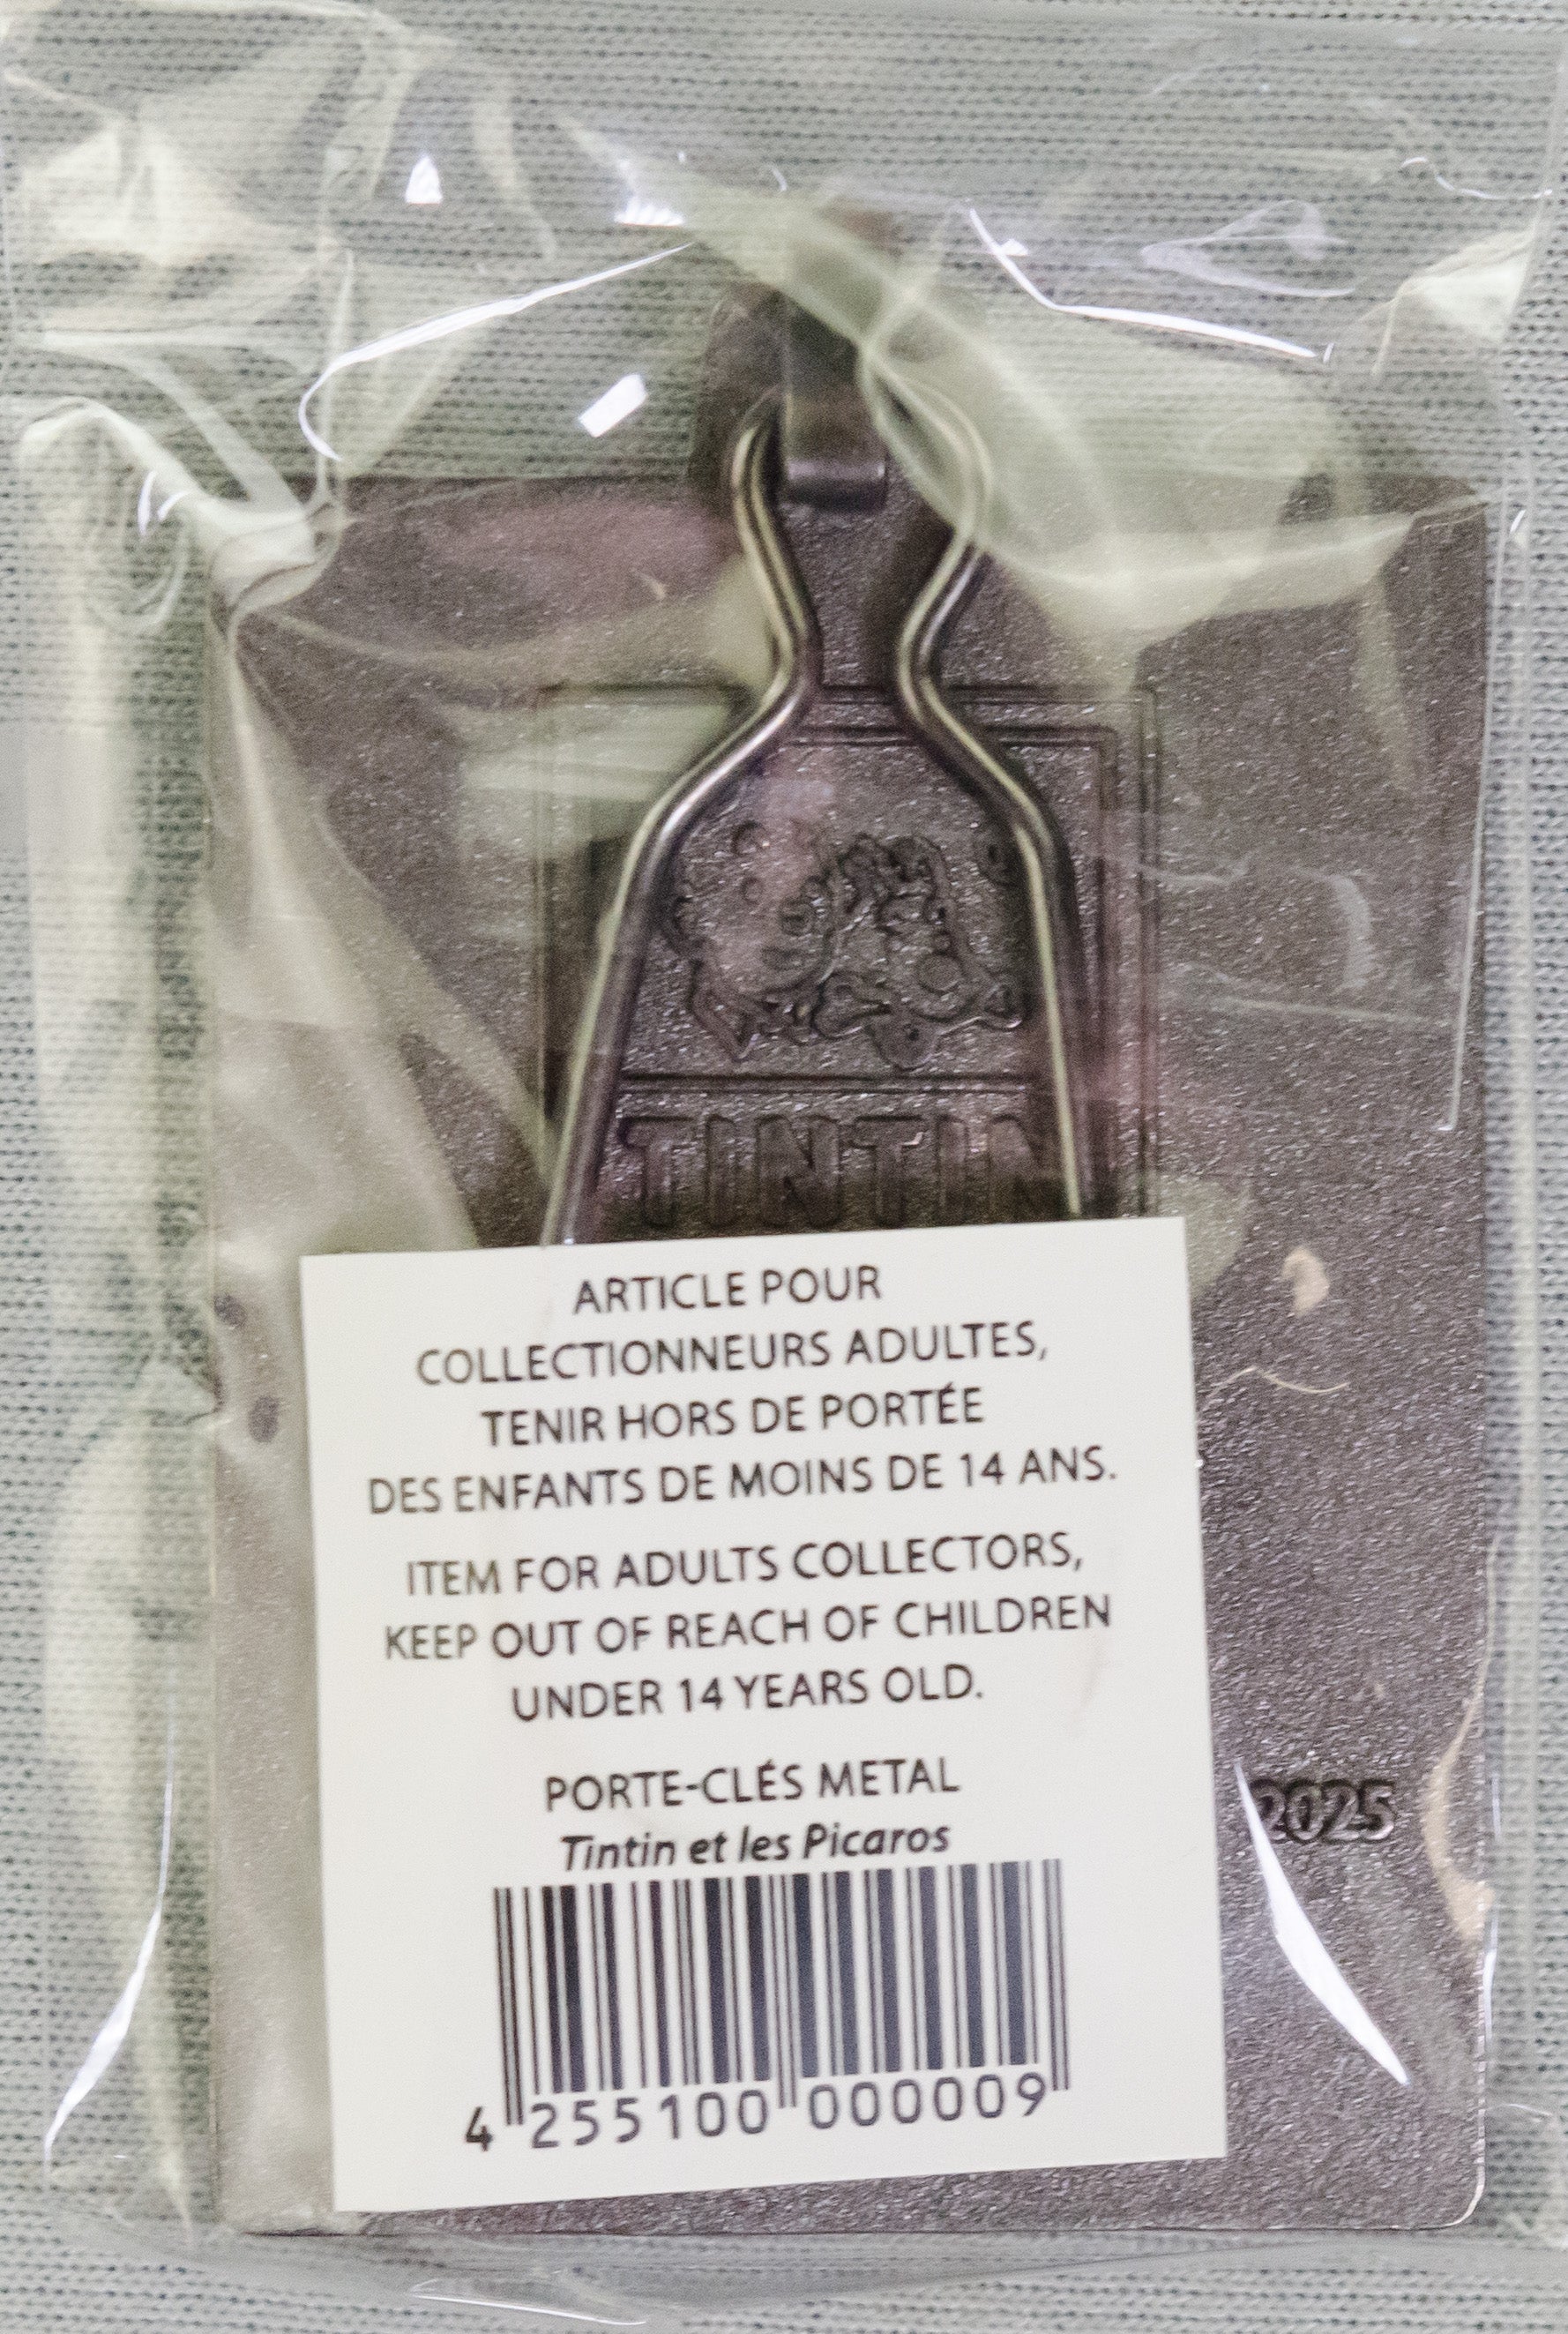 TINTIN
ARTICLE POUR
COLLECTIONNEURS ADULTES,
TENIR HORS DE PORTÉE
DES ENFANTS DE MOINS DE 14 ANS.
ITEM FOR ADULTS COLLECTORS,
KEEP OUT OF REACH OF CHILDREN
UNDER 14 YEARS OLD.
PORTE-CLÉS METAL
Tintin et les Picaros
2025
4 255100 000009